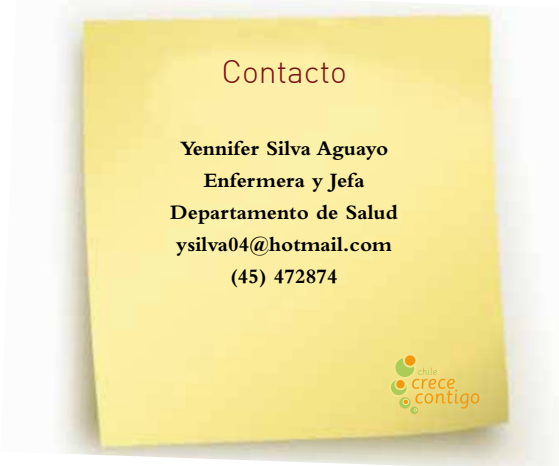 Contacto
Yennifer Silva Aguayo
Enfermera y Jefa
Departamento de Salud
ysilva04@hotmail.com
(45) 472874
chile
crece
contigo